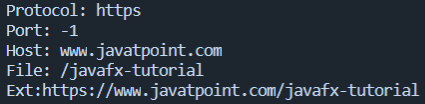 Protocol: https
Port: -1
Host: www.javatpoint.com
File: /javafx-tutorial
Ext:https://www.javatpoint.com/javafx-tutorial